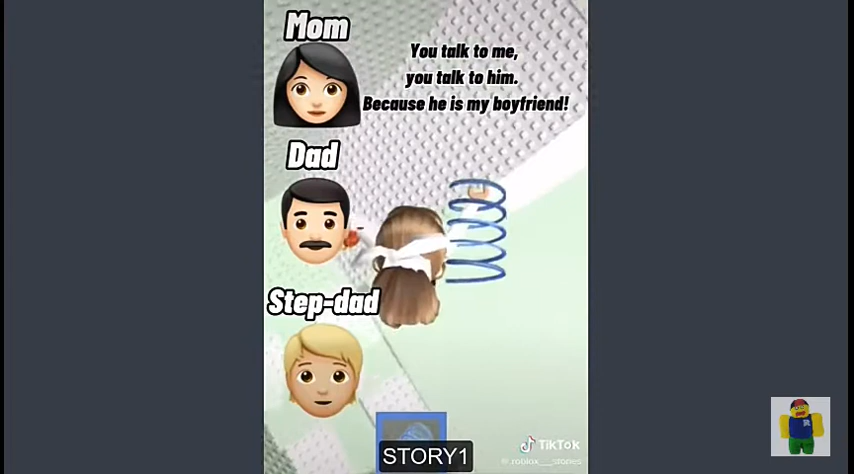 Mom
You talk to me,
you talk to him.
Because he is my boyfriend!
Dad
Step-dad
STORY1
TikTok
@.roblox___stories